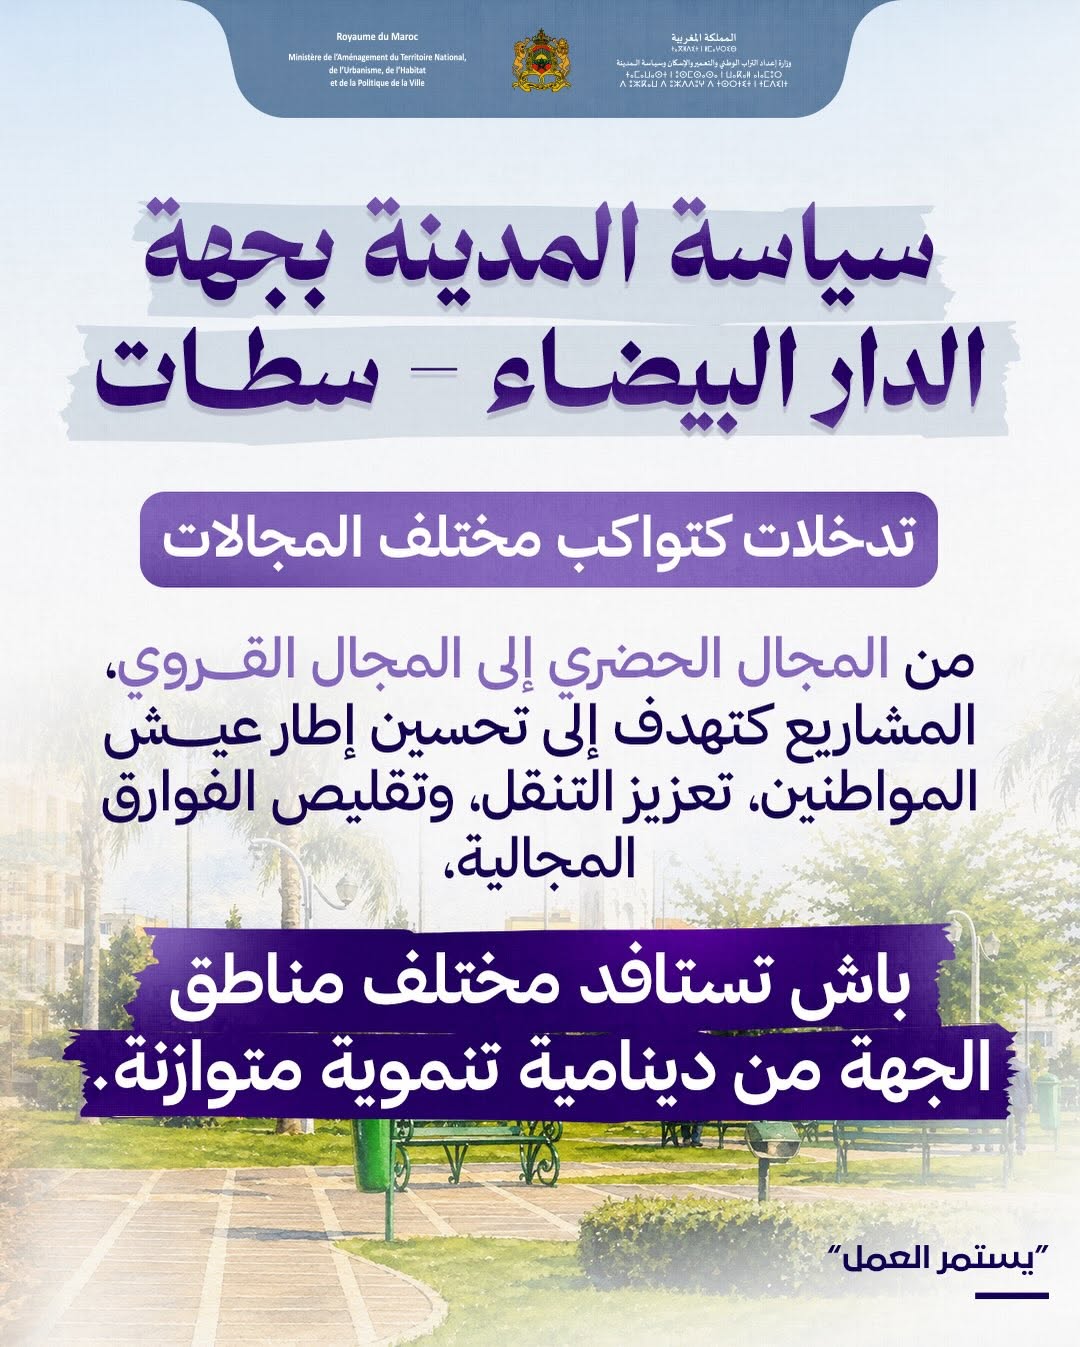 Royaume du Maroc
Ministère de l'Aménagement du Territoire National,
de l'Urbanisme, de l'Habitat
et de la Politique de la Ville
المملكة المغربية
ⵜⴰⴳⵍⴷⵉⵜ ⵏ ⵍⵎⵖⵔⵉⴱ
وزارة إعداد التراب الوطني والتعمير والإسكان وسياسة المدينة
سياسة المدينة بجهة
الدار البيضاء – سطات
تدخلات كتواكب مختلف المجالات
من المجال الحضري إلى المجال القروي،
المشاريع كتهدف إلى تحسين إطار عيش
المواطنين، تعزيز التنقل، وتقليص الفوارق
المجالية،
باش تستافد مختلف مناطق
الجهة من دينامية تنموية متوازنة.
"يستمر العمل"